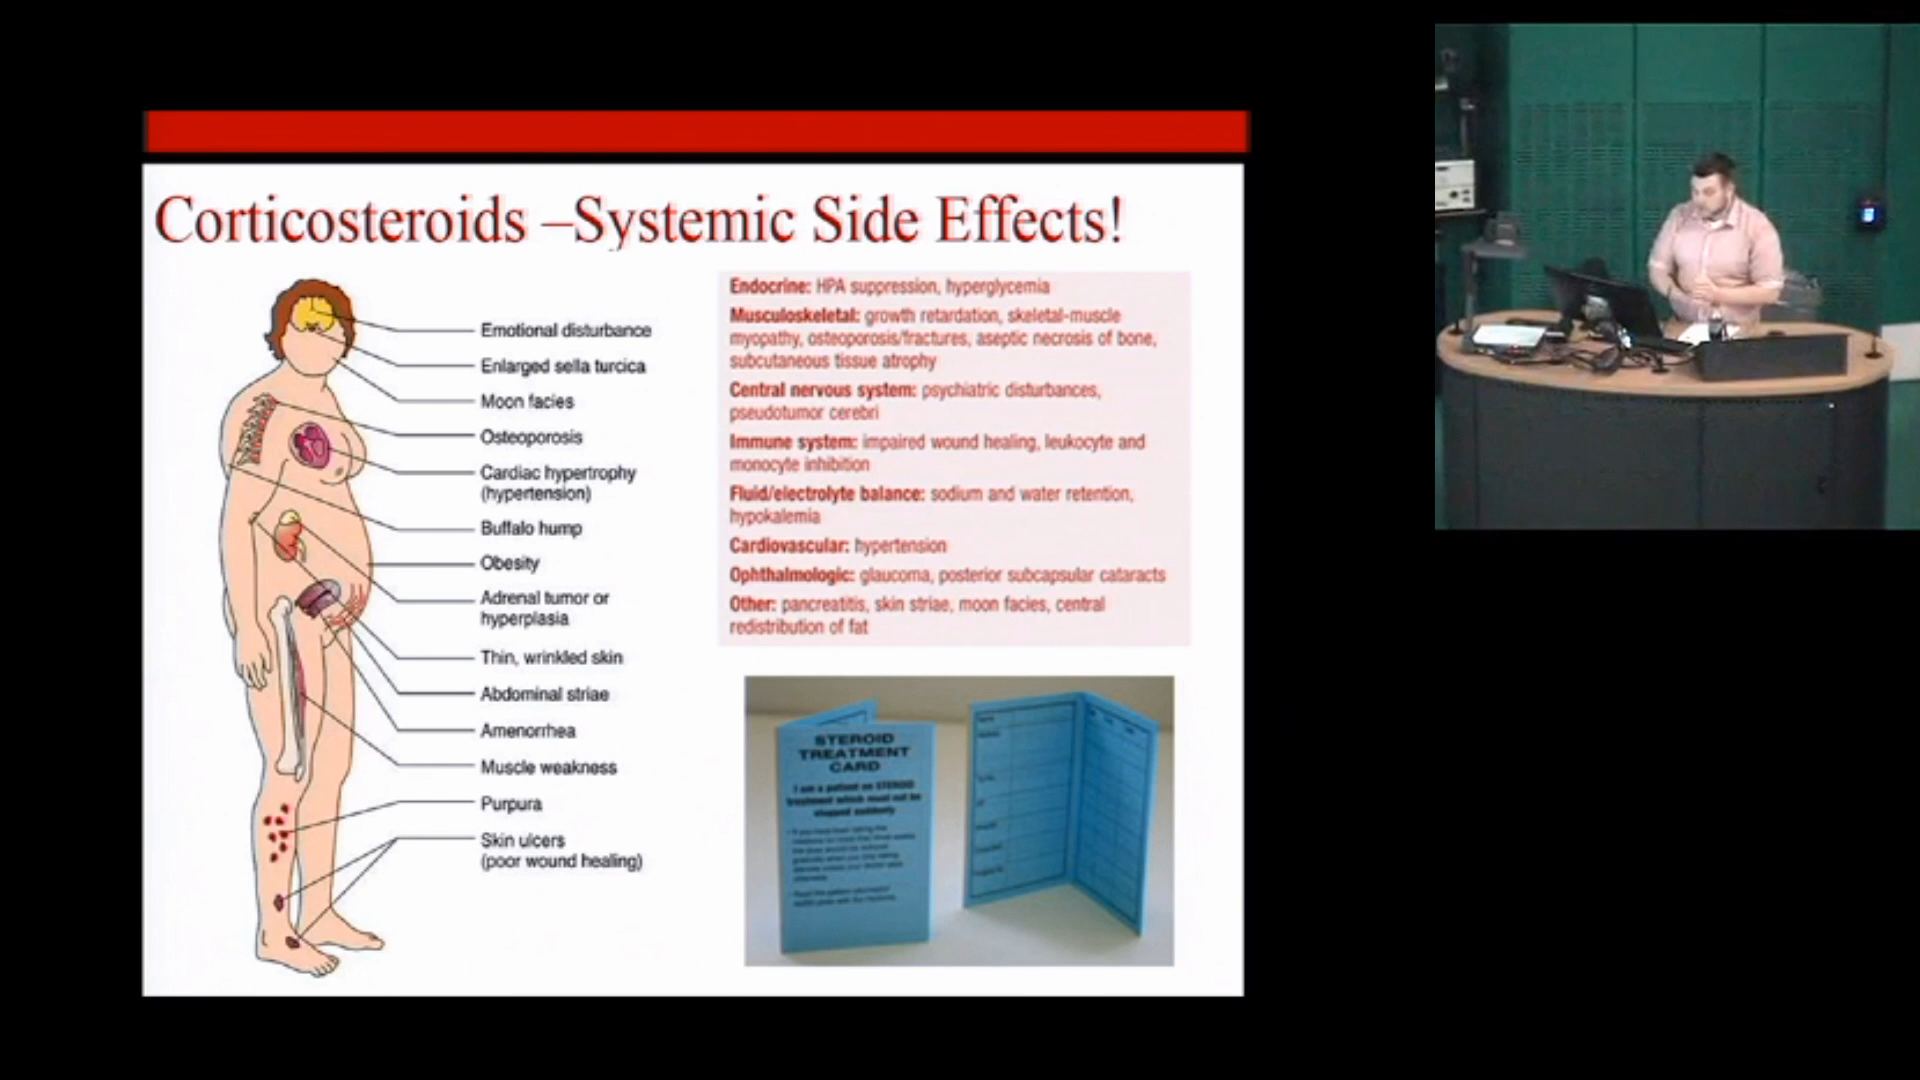 Corticosteroids –Systemic Side Effects!
Emotional disturbance
Enlarged sella turcica
Moon facies
Osteoporosis
Cardiac hypertrophy
(hypertension)
Buffalo hump
Obesity
Adrenal tumor or
hyperplasia
Thin, wrinkled skin
Abdominal striae
Amenorrhea
Muscle weakness
Purpura
Skin ulcers
(poor wound healing)
Endocrine: HPA suppression, hyperglycemia
Musculoskeletal: growth retardation, skeletal-muscle
myopathy, osteoporosis/fractures, aseptic necrosis of bone,
subcutaneous tissue atrophy
Central nervous system: psychiatric disturbances,
pseudotumor cerebri
Immune system: impaired wound healing, leukocyte and
monocyte inhibition
Fluid/electrolyte balance: sodium and water retention,
hypokalemia
Cardiovascular: hypertension
Ophthalmologic: glaucoma, posterior subcapsular cataracts
Other: pancreatitis, skin striae, moon facies, central
redistribution of fat
STEROID
TREATMENT
CARD
I am a patient on STEROID
treatment which must not be
stopped suddenly